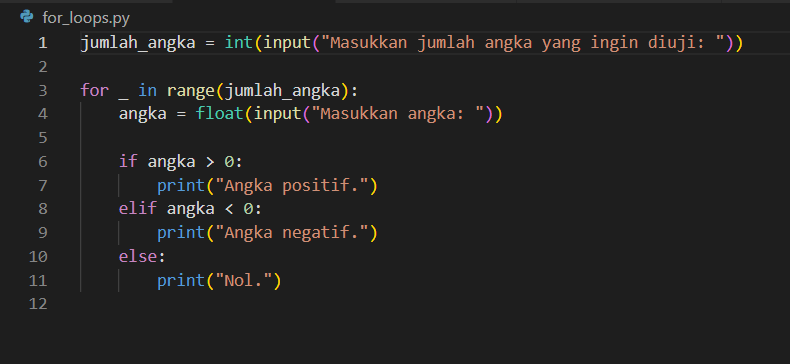 for_loops.py
1 jumlah_angka = int(input("Masukkan jumlah angka yang ingin diuji: "))
2
3 for _ in range(jumlah_angka):
4     angka = float(input("Masukkan angka: "))
5
6     if angka > 0:
7         print("Angka positif.")
8     elif angka < 0:
9         print("Angka negatif.")
10     else:
11         print("Nol.")
12